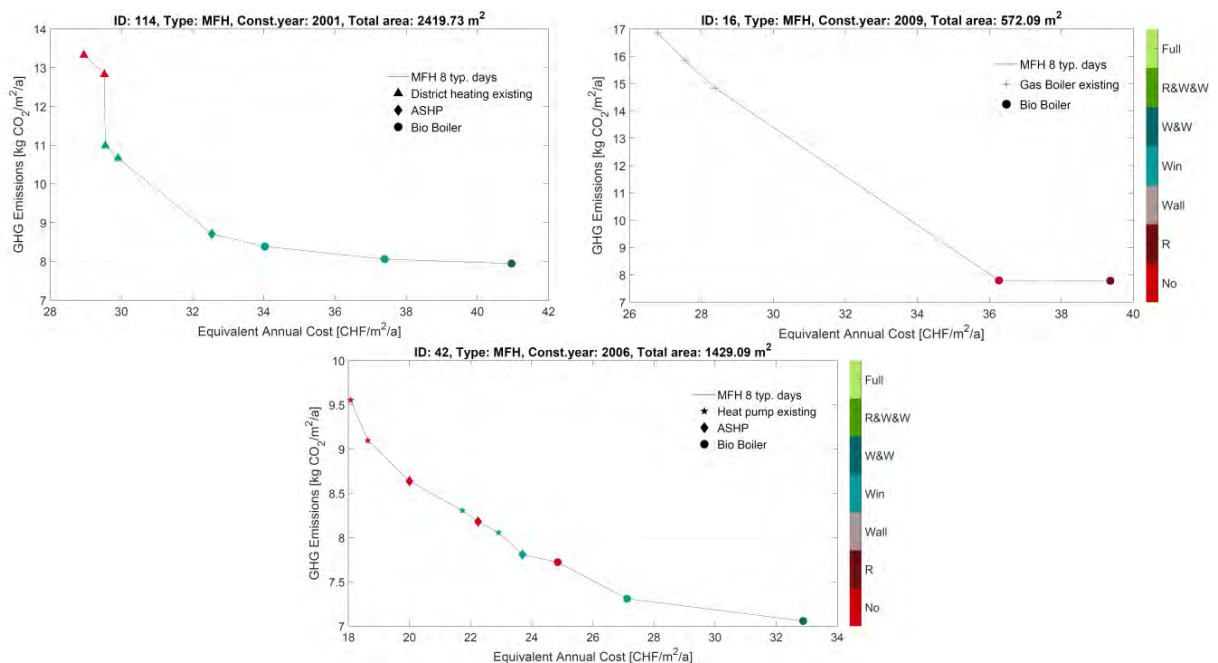 ID: 114, Type: MFH, Const.year: 2001, Total area: 2419.73 m²
GHG Emissions [kg CO₂/m²/a]
14
13
12
11
10
9
8
7
MFH 8 typ. days
District heating existing
ASHP
Bio Boiler
28 30 32 34 36 38 40 42
Equivalent Annual Cost [CHF/m²/a]
ID: 16, Type: MFH, Const.year: 2009, Total area: 572.09 m²
GHG Emissions [kg CO₂/m²/a]
17
16
15
14
13
12
11
10
9
8
7
MFH 8 typ. days
Gas Boiler existing
Bio Boiler
26 28 30 32 34 36 38 40
Equivalent Annual Cost [CHF/m²/a]
Full
R&W&W
W&W
Win
Wall
R
No
ID: 42, Type: MFH, Const.year: 2006, Total area: 1429.09 m²
GHG Emissions [kg CO₂/m²/a]
10
9.5
9
8.5
8
7.5
7
MFH 8 typ. days
Heat pump existing
ASHP
Bio Boiler
18 20 22 24 26 28 30 32 34
Equivalent Annual Cost [CHF/m²/a]
Full
R&W&W
W&W
Win
Wall
R
No